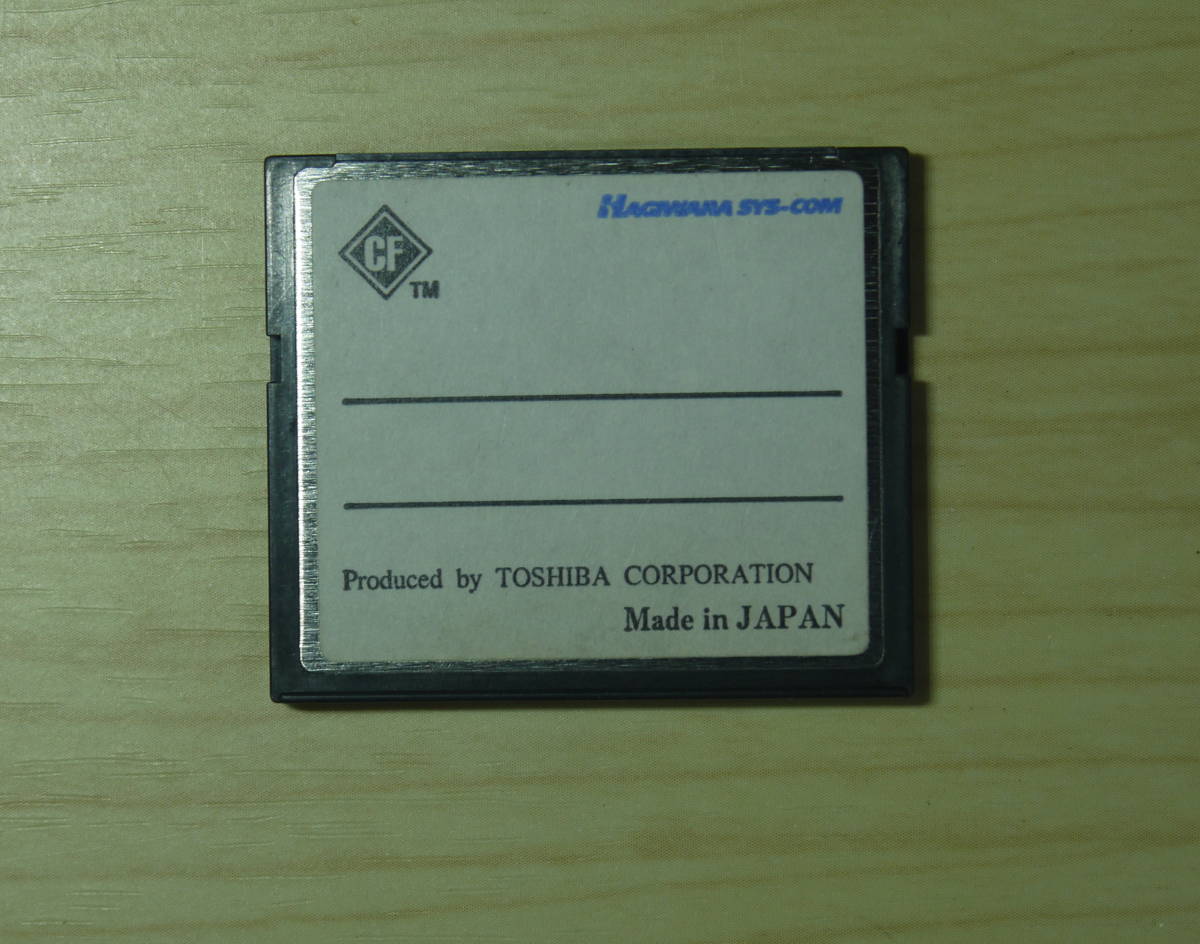 HAGIWARA SYS-COM
CF
TM
Produced by TOSHIBA CORPORATION
Made in JAPAN